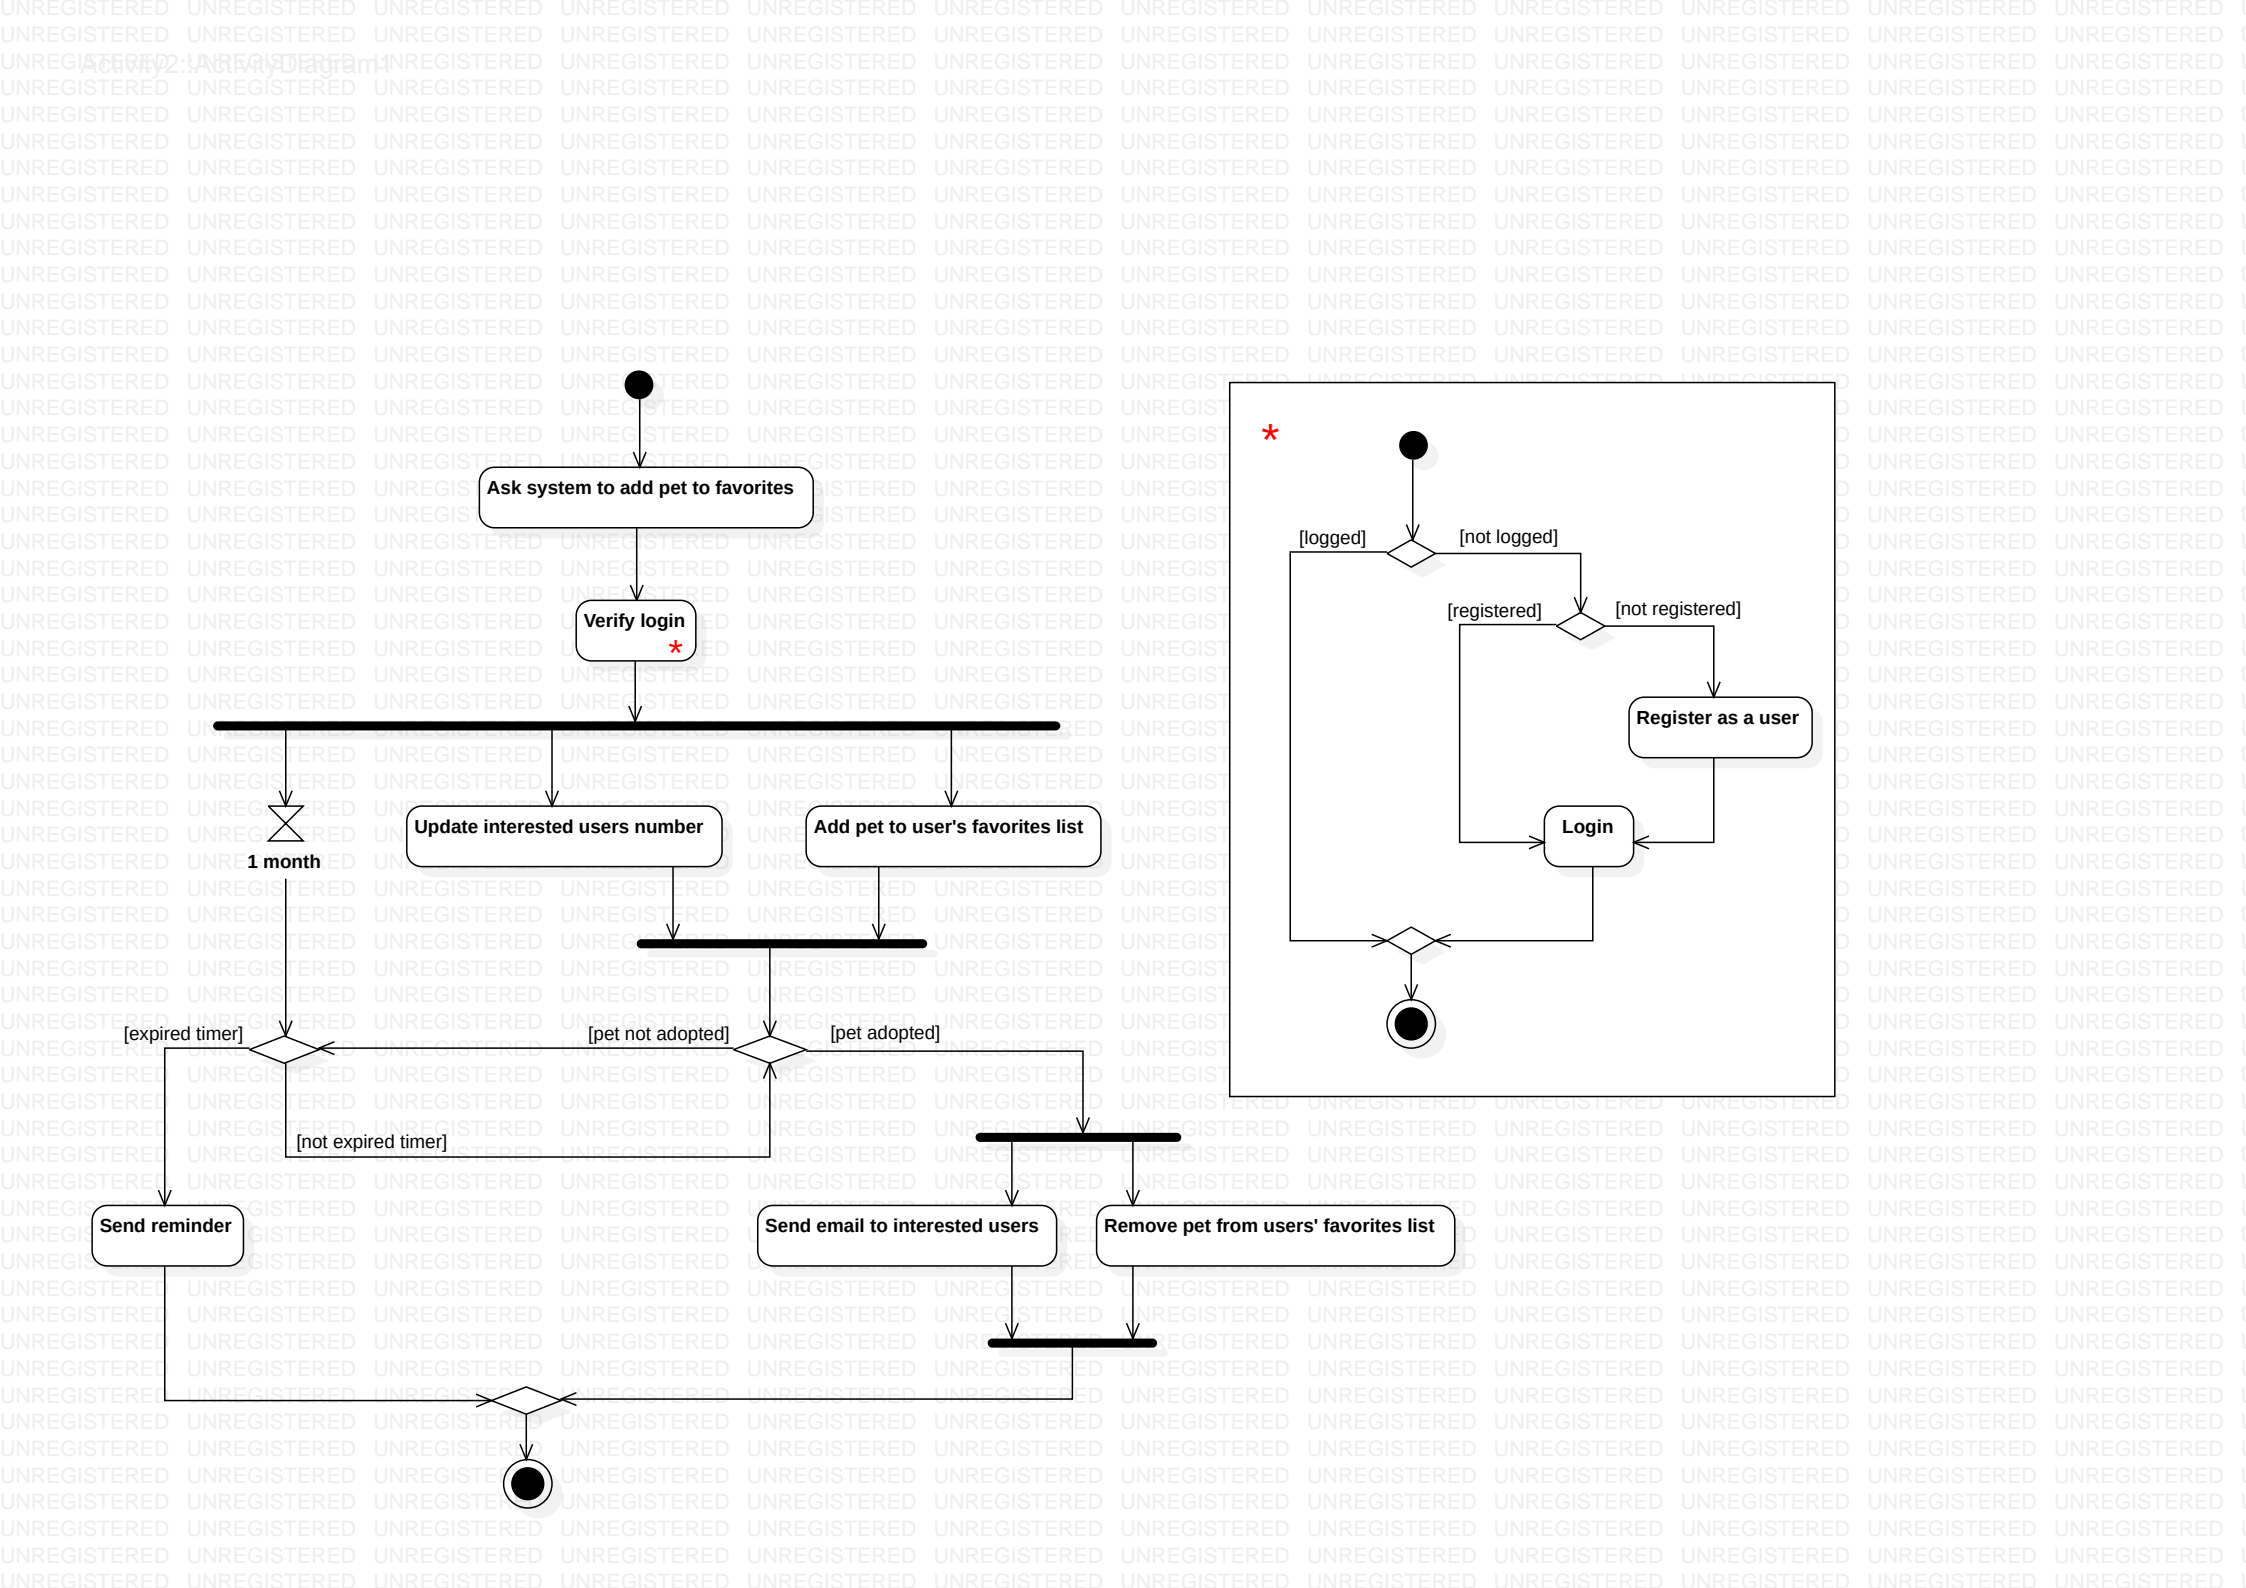 Activity2::ActivityDiagram1
*
[logged]
[not logged]
Ask system to add pet to favorites
[registered]
[not registered]
Verify login
*
Register as a user
Update interested users number
Add pet to user's favorites list
Login
1 month
[expired timer]
[pet not adopted]
[pet adopted]
[not expired timer]
Send reminder
Send email to interested users
Remove pet from users' favorites list
UNREGISTERED